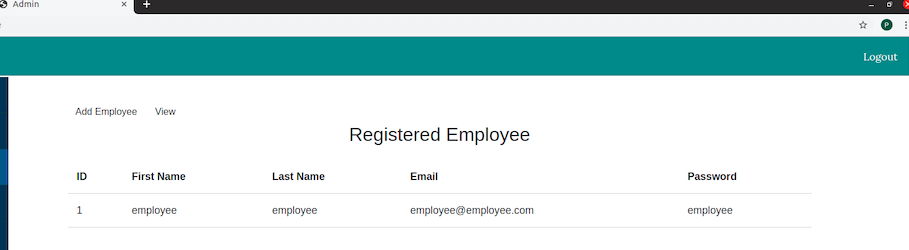 Admin
P
Logout
Add Employee View
Registered Employee
ID First Name Last Name Email Password
1 employee employee employee@employee.com employee